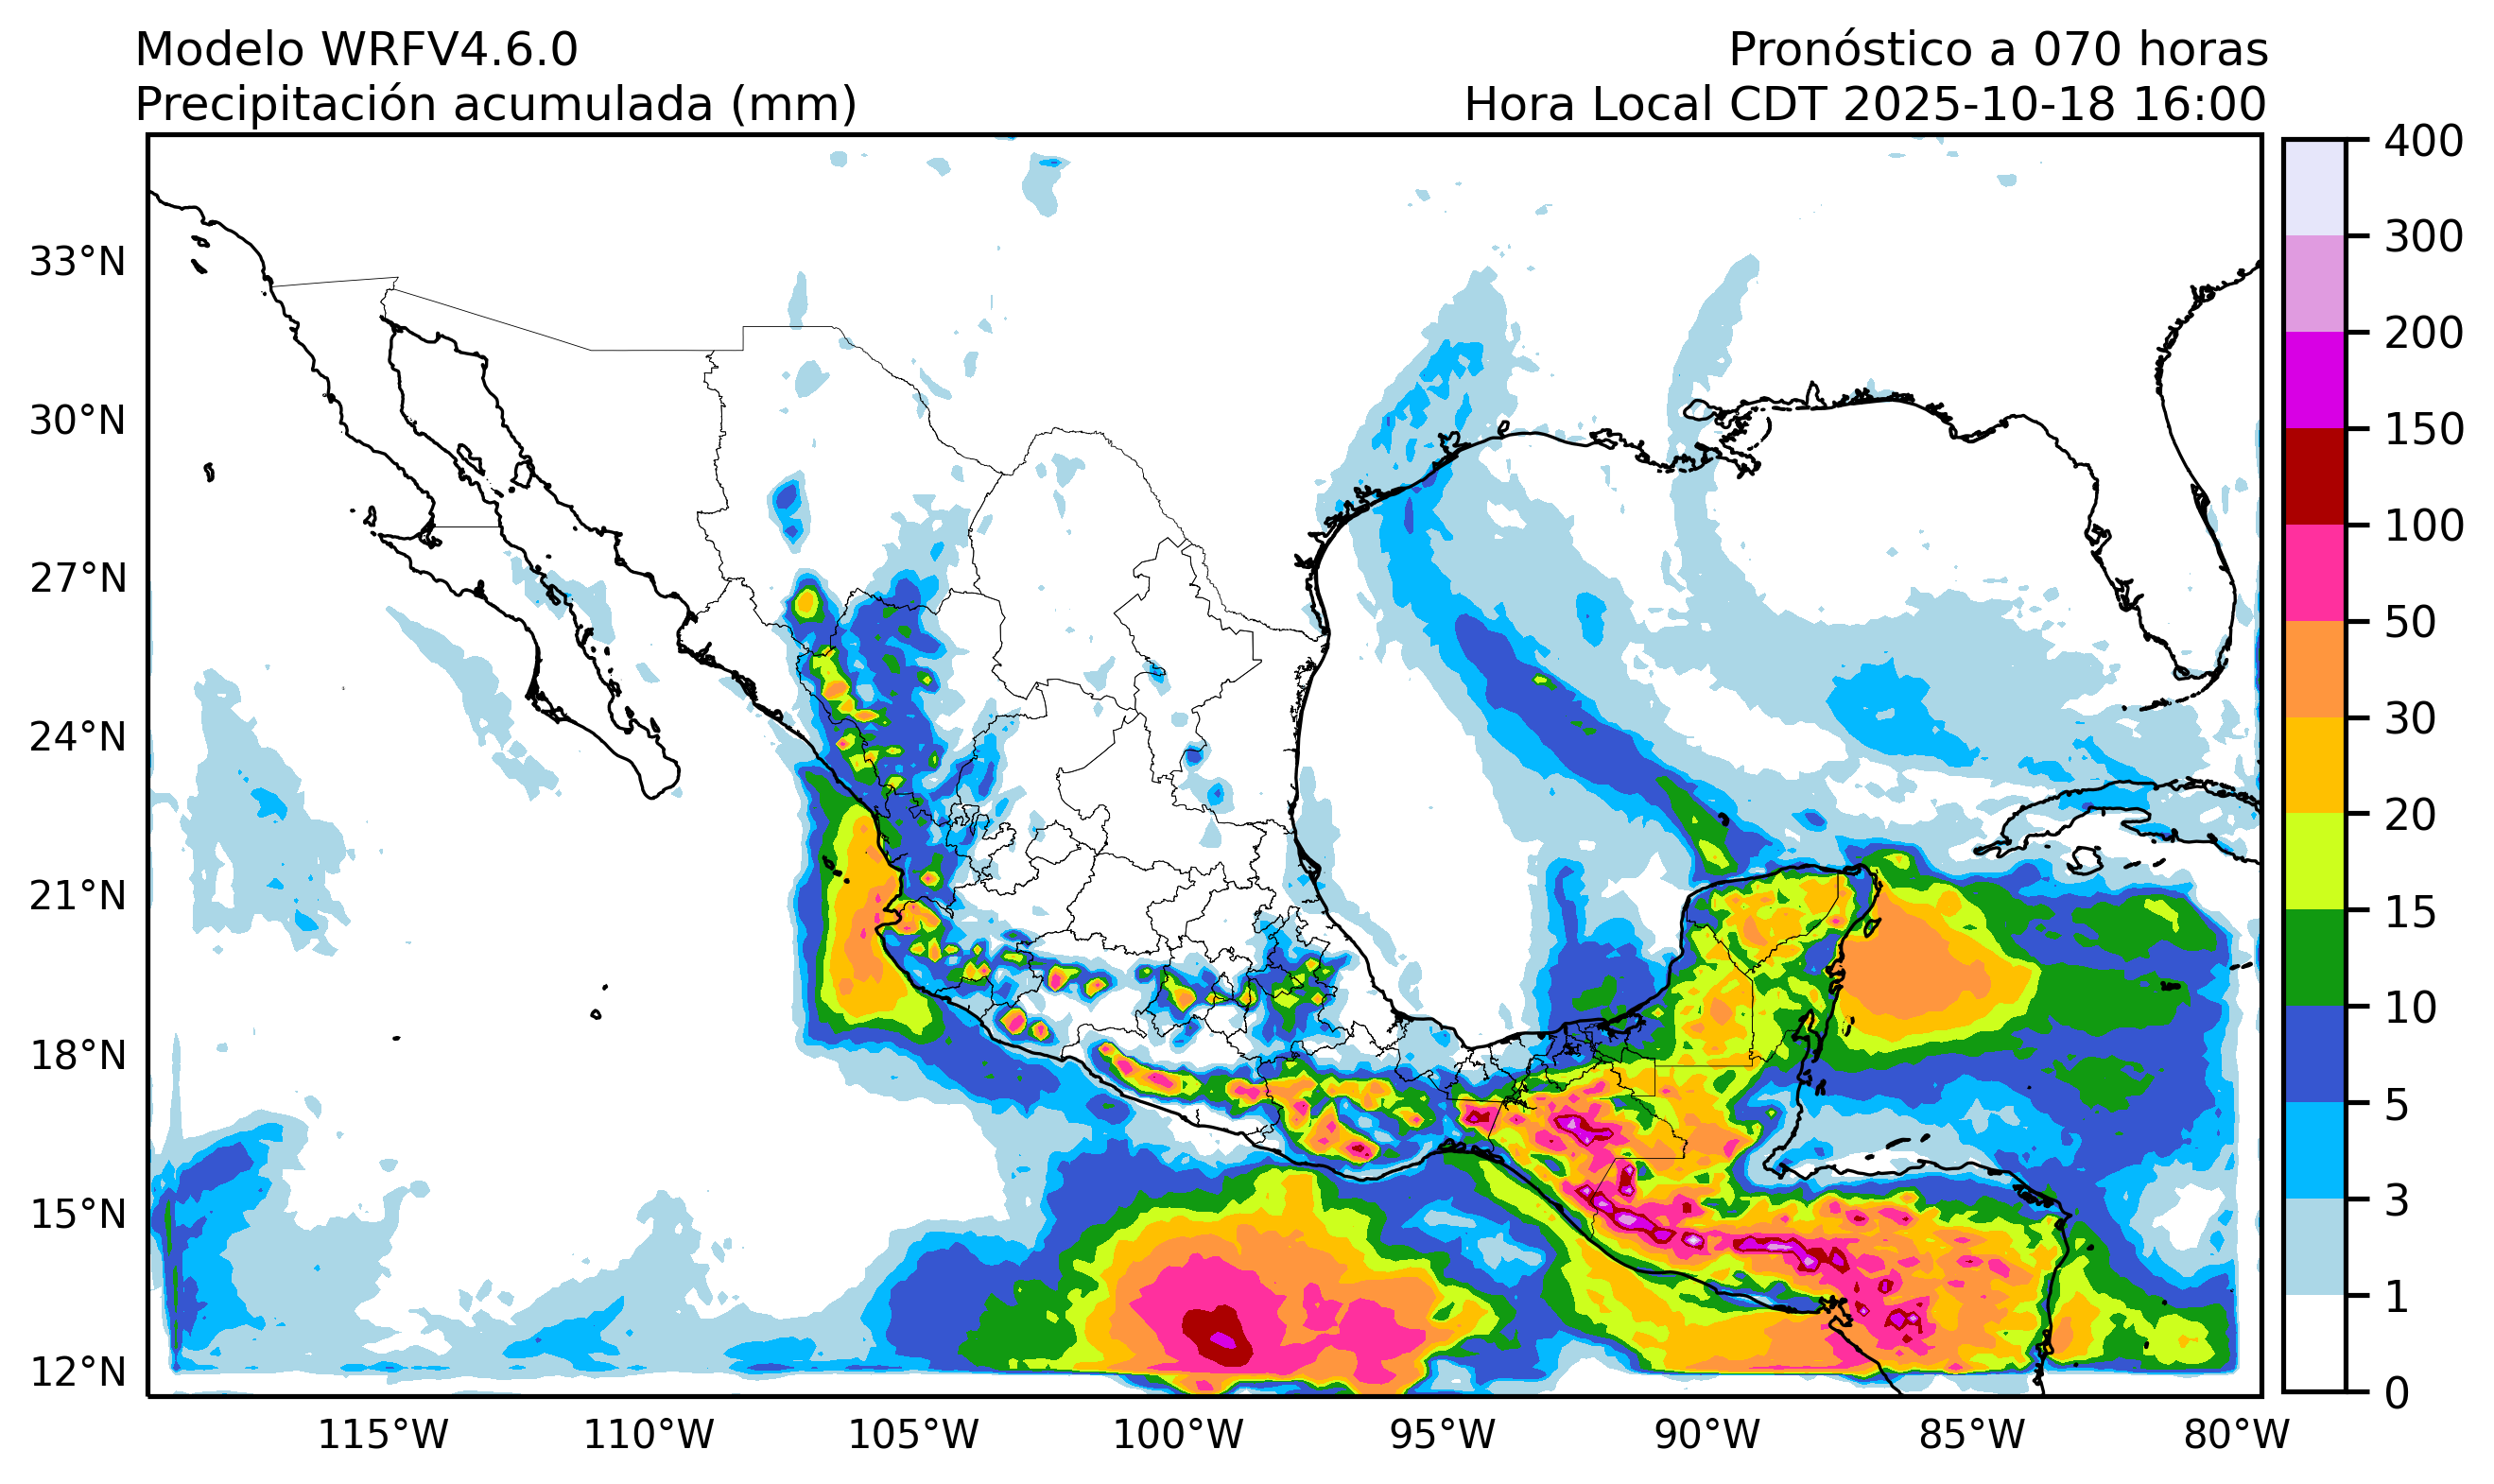 Modelo WRFV4.6.0
Pronóstico a 070 horas
Precipitación acumulada (mm)
Hora Local CDT 2025-10-18 16:00
33°N
30°N
27°N
24°N
21°N
18°N
15°N
12°N
115°W
110°W
105°W
100°W
95°W
90°W
85°W
80°W
400
300
200
150
100
50
30
20
15
10
5
3
1
0